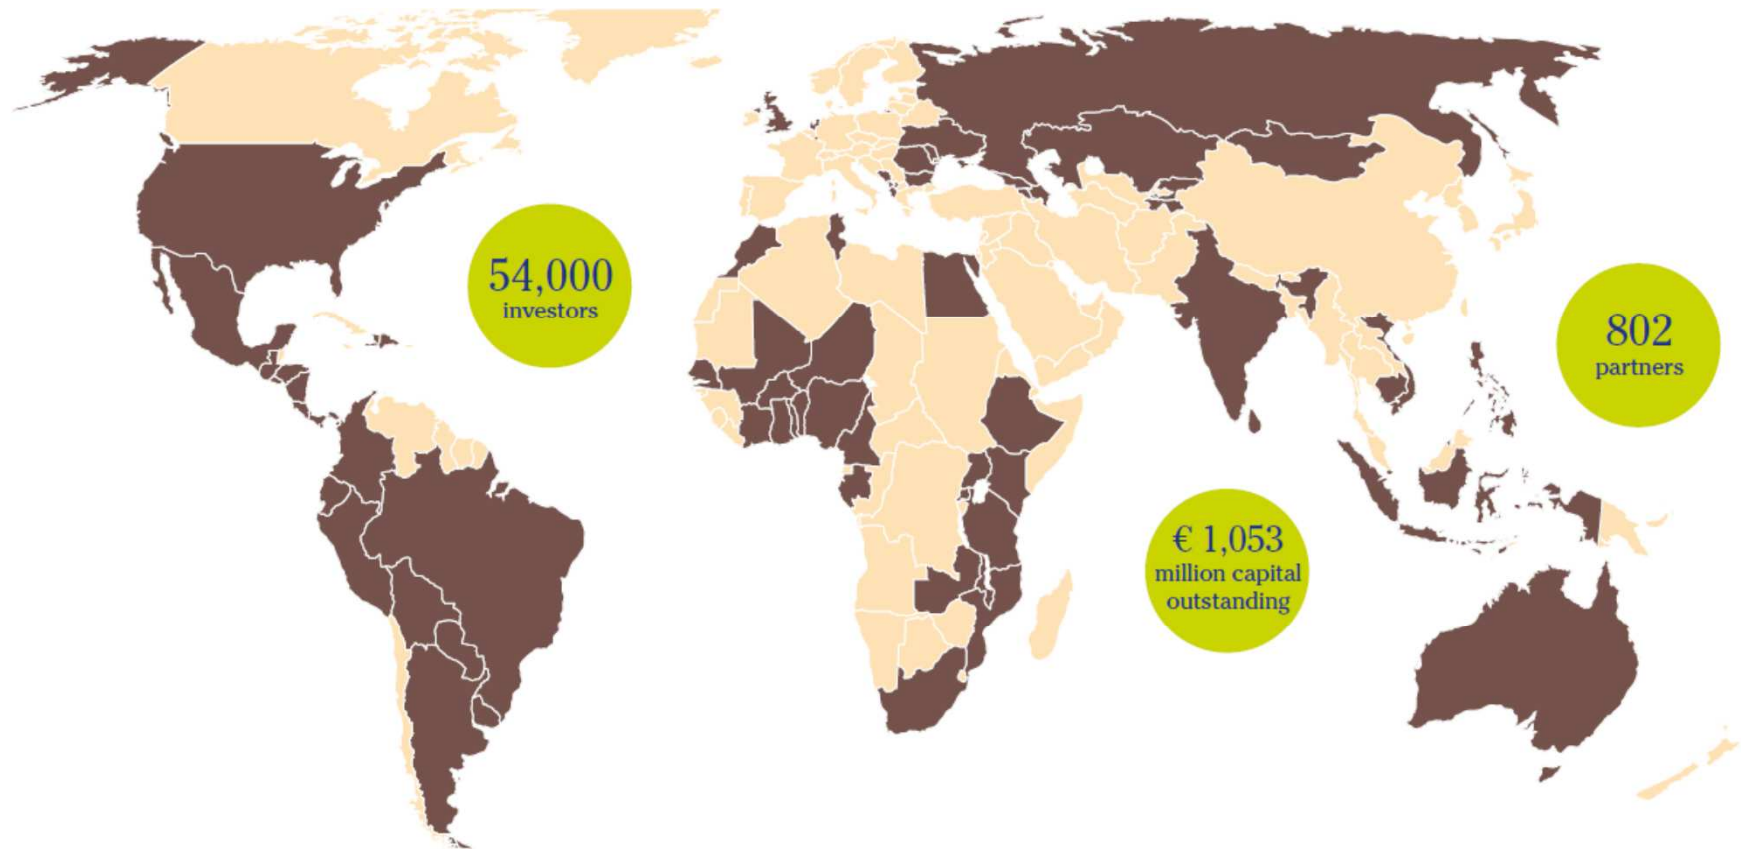 54,000
investors
802
partners
€ 1,053
million capital
outstanding